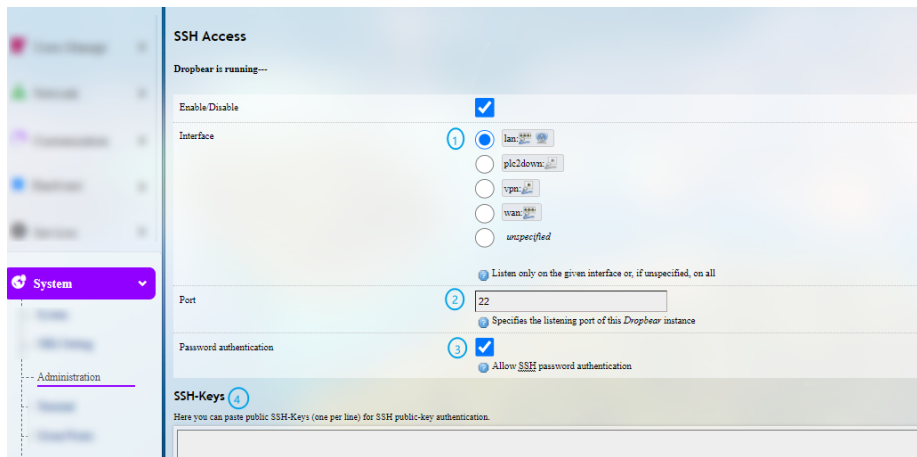 SSH Access
Dropbear is running---
Enable/Disable
Interface
1
lan:
plc2down:
vpn:
wan:
unspecified
Listen only on the given interface or, if unspecified, on all
System
Port
2
22
Specifies the listening port of this Dropbear instance
Password authentication
3
Allow SSH password authentication
Administration
SSH-Keys 4
Here you can paste public SSH-Keys (one per line) for SSH public-key authentication.